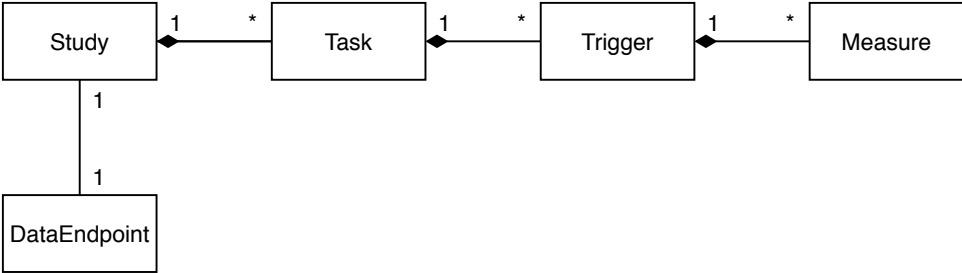 Study
1
*
Task
1
*
Trigger
1
*
Measure
1
1
DataEndpoint